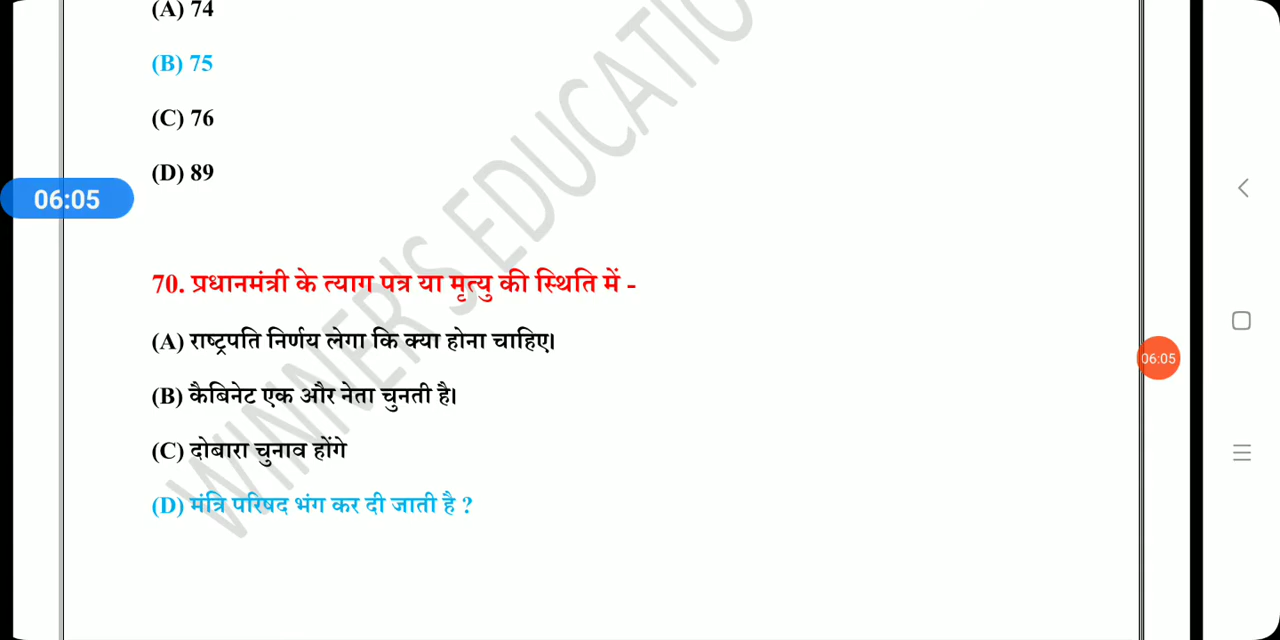 (A) 74
(B) 75
(C) 76
(D) 89
06:05
70. प्रधानमंत्री के त्याग पत्र या मृत्यु की स्थिति में -
(A) राष्ट्रपति निर्णय लेगा कि क्या होना चाहिए।
06:05
(B) कैबिनेट एक और नेता चुनती है।
(C) दोबारा चुनाव होंगे
(D) मंत्रि परिषद भंग कर दी जाती है ?
WINNER'S EDUCATIO